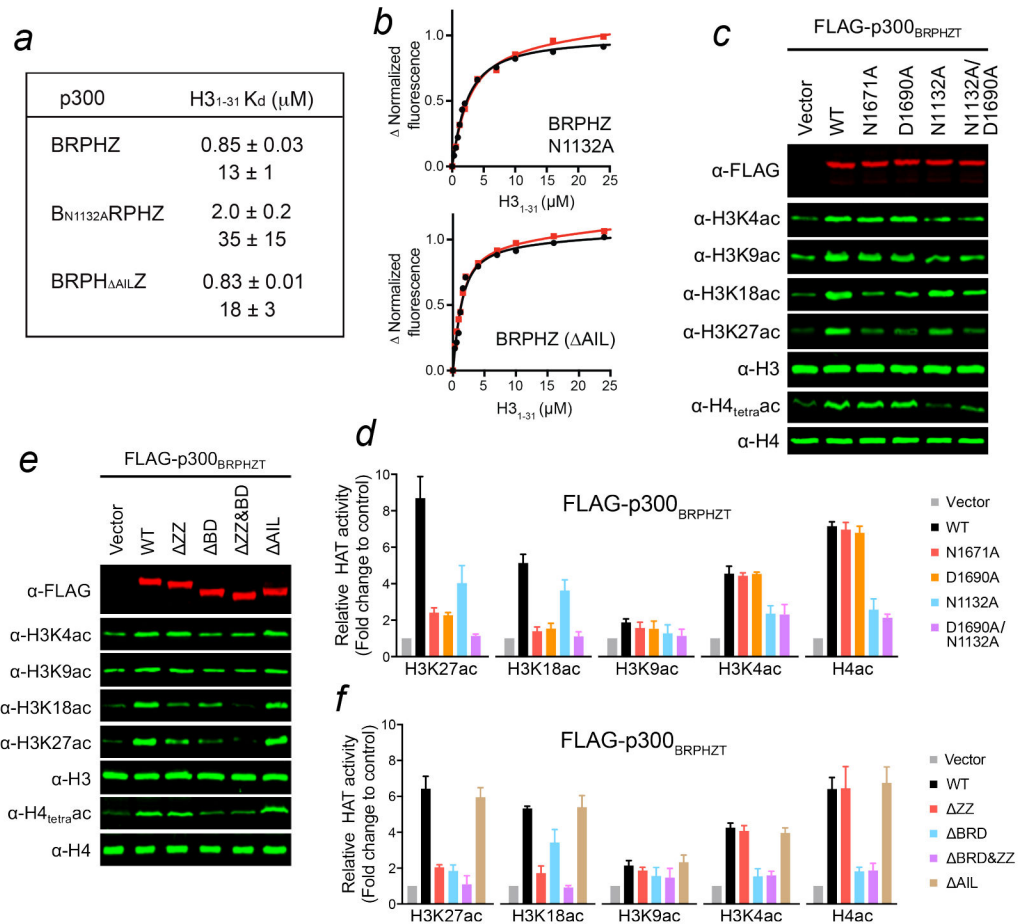 a
p300 H3₁₋₃₁ Kd (μM)
BRPHZ 0.85 ± 0.03
13 ± 1
B_N1132ARPHZ 2.0 ± 0.2
35 ± 15
BRPH_ΔAILZ 0.83 ± 0.01
18 ± 3
b
Δ Normalized
fluorescence
1.0
0.5
0.0
BRPHZ
N1132A
0 5 10 15 20 25
H3₁₋₃₁ (μM)
Δ Normalized
fluorescence
1.0
0.5
0.0
BRPHZ (ΔAIL)
0 5 10 15 20 25
H3₁₋₃₁ (μM)
c
FLAG-p300BRPHZT
Vector
WT
N1671A
D1690A
N1132A
N1132A/
D1690A
α-FLAG
α-H3K4ac
α-H3K9ac
α-H3K18ac
α-H3K27ac
α-H3
α-H4tetraac
α-H4
d
FLAG-p300BRPHZT
Relative HAT activity
(Fold change to control)
10
8
6
4
2
0
H3K27ac H3K18ac H3K9ac H3K4ac H4ac
Vector
WT
N1671A
D1690A
N1132A
D1690A/
N1132A
e
FLAG-p300BRPHZT
Vector
WT
ΔZZ
ΔBD
ΔZZ&BD
ΔAIL
α-FLAG
α-H3K4ac
α-H3K9ac
α-H3K18ac
α-H3K27ac
α-H3
α-H4tetraac
α-H4
f
FLAG-p300BRPHZT
Relative HAT activity
(Fold change to control)
8
6
4
2
0
H3K27ac H3K18ac H3K9ac H3K4ac H4ac
Vector
WT
ΔZZ
ΔBRD
ΔBRD&ZZ
ΔAIL